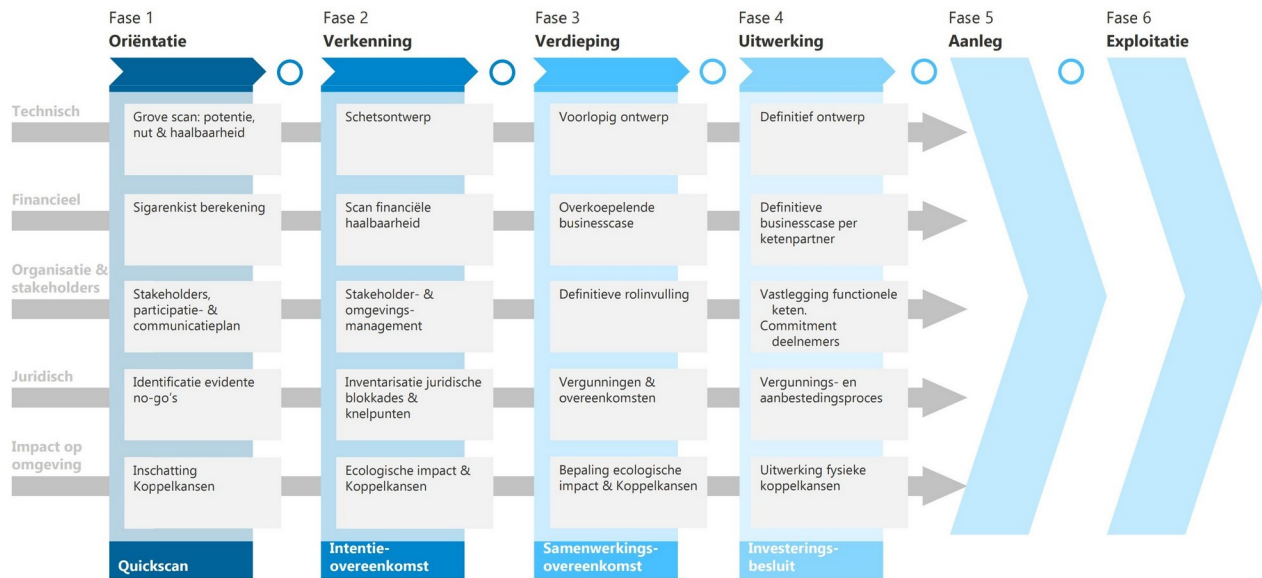 Fase 1
Oriëntatie
Fase 2
Verkenning
Fase 3
Verdieping
Fase 4
Uitwerking
Fase 5
Aanleg
Fase 6
Exploitatie
Technisch
Grove scan: potentie,
nut & haalbaarheid
Schetsontwerp
Voorlopig ontwerp
Definitief ontwerp
Financieel
Sigarenkist berekening
Scan financiële
haalbaarheid
Overkoepelende
businesscase
Definitieve
businesscase per
ketenpartner
Organisatie &
stakeholders
Stakeholders,
participatie- &
communicatieplan
Stakeholder- &
omgevings-
management
Definitieve rolinvulling
Vastlegging functionele
keten.
Commitment
deelnemers
Juridisch
Identificatie evidente
no-go's
Inventarisatie juridische
blokkades &
knelpunten
Vergunningen &
overeenkomsten
Vergunnings- en
aanbestedingsproces
Impact op
omgeving
Inschatting
Koppelkansen
Ecologische impact &
Koppelkansen
Bepaling ecologische
impact & Koppelkansen
Uitwerking fysieke
koppelkansen
Quickscan
Intentie-
overeenkomst
Samenwerkings-
overeenkomst
Investerings-
besluit